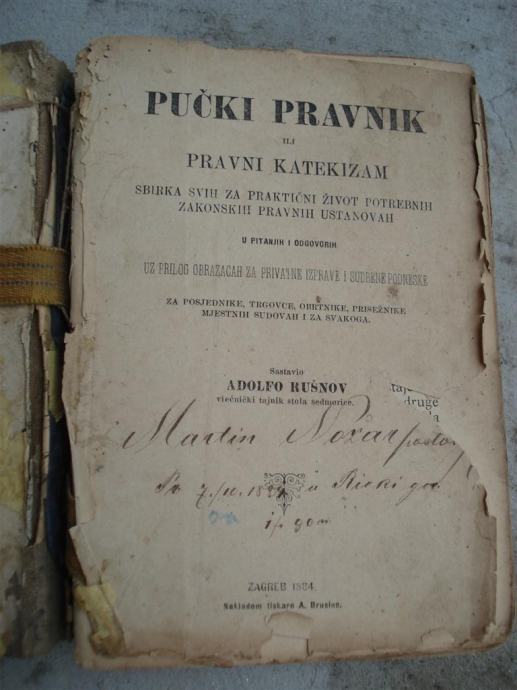 PUČKI PRAVNIK
ILI
PRAVNI KATEKIZAM
SBIRKA SVIH ZA PRAKTIČNI ŽIVOT POTREBNIH
ZAKONSKIH PRAVNIH USTANOVAH
U PITANJIH I ODGOVORIH
UZ PRILOG OBRAZACAH ZA PRIVATNE IZPRAVE I SUDBENE PODNESKE
ZA POSJEDNIKE, TRGOVCE, OBRTNIKE, PRISEŽNIKE
MJESTNIH SUDOVAH I ZA SVAKOGA.
Sastavio
ADOLFO RUŠNOV
viećnički tajnik stola sedmorice.
druge
Martin
ZAGREB 1884.
Nakladom tiskare A. Brusine.